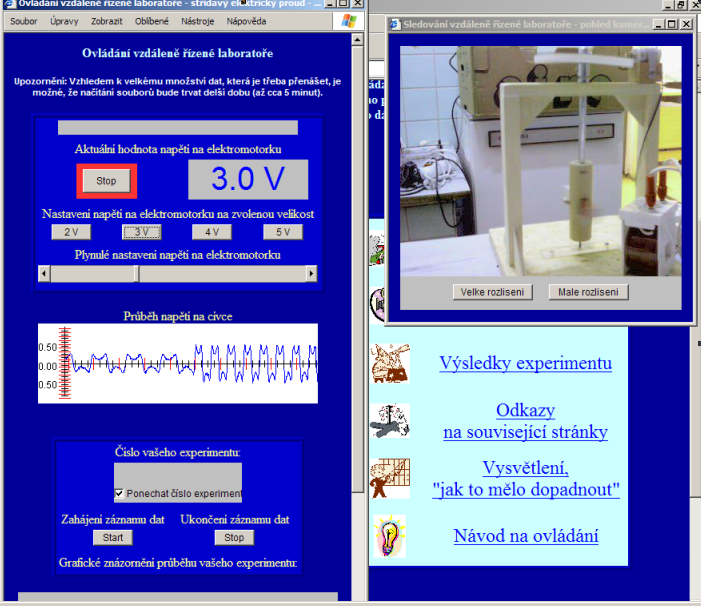 Ovládání vzdáleně řízené laboratoře - střídavý elektrický proud - ...
Soubor Úpravy Zobrazit Oblíbené Nástroje Nápověda
Ovládání vzdáleně řízené laboratoře
Upozornění: Vzhledem k velkému množství dat, která je třeba přenášet, je
možné, že načítání souborů bude trvat delší dobu (až cca 5 minut).
Aktuální hodnota napětí na elektromotorku
Stop
3.0 V
Nastavení napětí na elektromotorku na zvolenou velikost
2 V 3 V 4 V 5 V
Plynulé nastavení napětí na elektromotorku
Průběh napětí na cívce
0.50
0.00
0.50
Číslo vašeho experimentu:
Ponechat číslo experiment
Zahájení záznamu dat Ukončení záznamu dat
Start Stop
Grafické znázornění průběhu vašeho experimentu:
Sledování vzdáleně řízené laboratoře - pohled kamer...
Velke rozliseni Male rozliseni
Výsledky experimentu
Odkazy
na související stránky
Vysvětlení,
"jak to mělo dopadnout"
Návod na ovládání